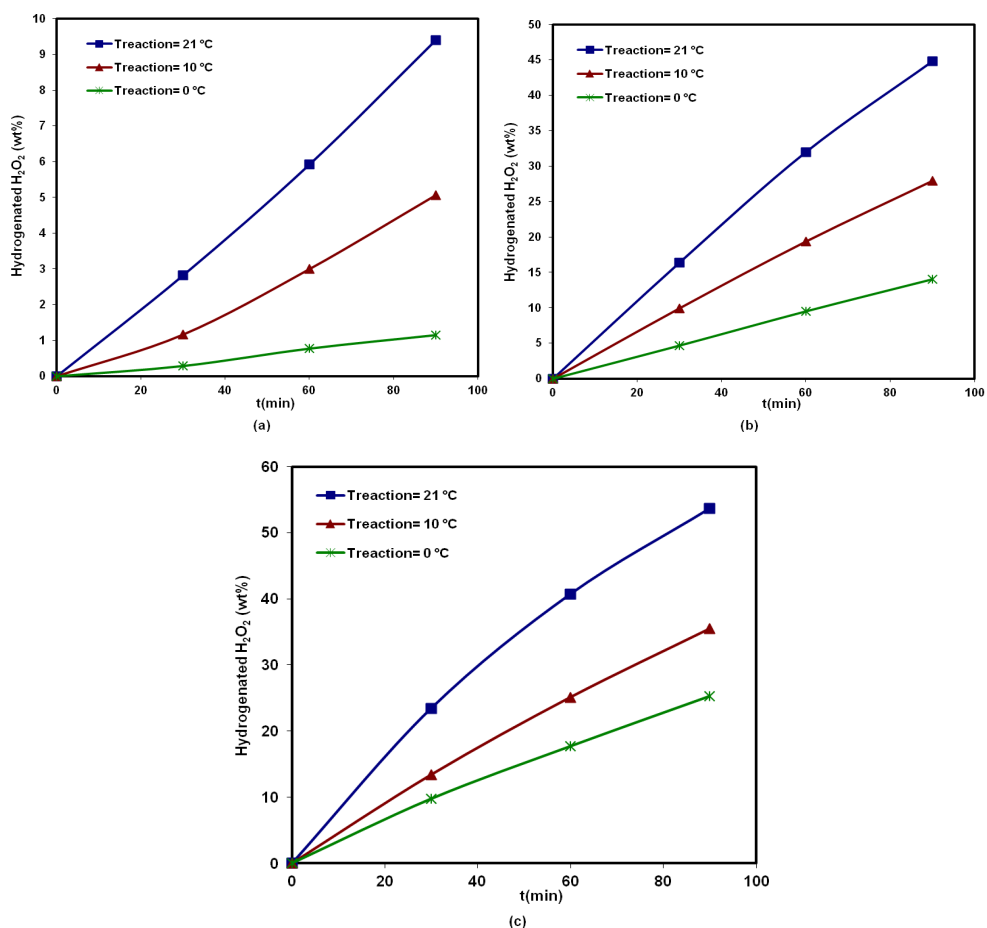 10
9
8
7
6
5
4
3
2
1
0
Hydrogenated H₂O₂ (wt%)
Treaction= 21 ºC
Treaction= 10 ºC
Treaction= 0 ºC
0 20 40 60 80 100
t(min)
(a)
50
45
40
35
30
25
20
15
10
5
0
Hydrogenated H₂O₂ (wt%)
Treaction= 21 ºC
Treaction= 10 ºC
Treaction= 0 ºC
0 20 40 60 80 100
t(min)
(b)
60
50
40
30
20
10
0
Hydrogenated H₂O₂ (wt%)
Treaction= 21 ºC
Treaction= 10 ºC
Treaction= 0 ºC
0 20 40 60 80 100
t(min)
(c)